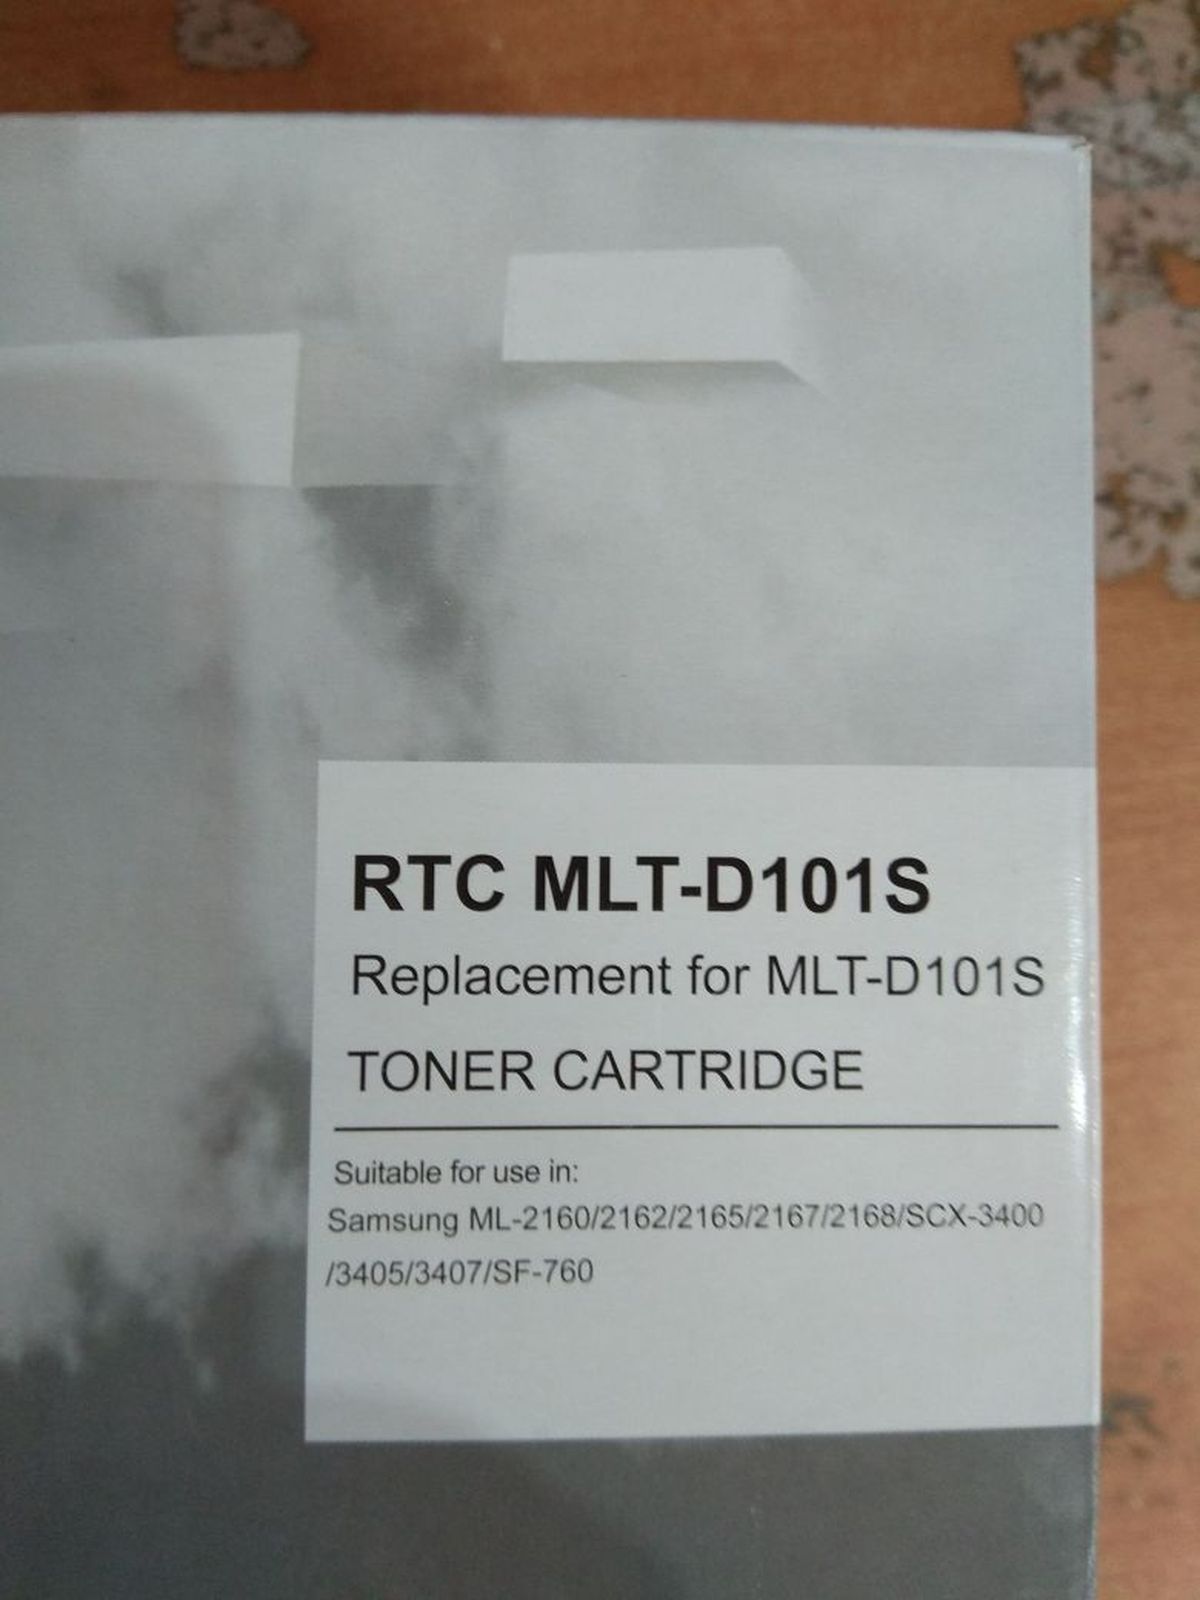 RTC MLT-D101S
Replacement for MLT-D101S
TONER CARTRIDGE
Suitable for use in:
Samsung ML-2160/2162/2165/2167/2168/SCX-3400
/3405/3407/SF-760